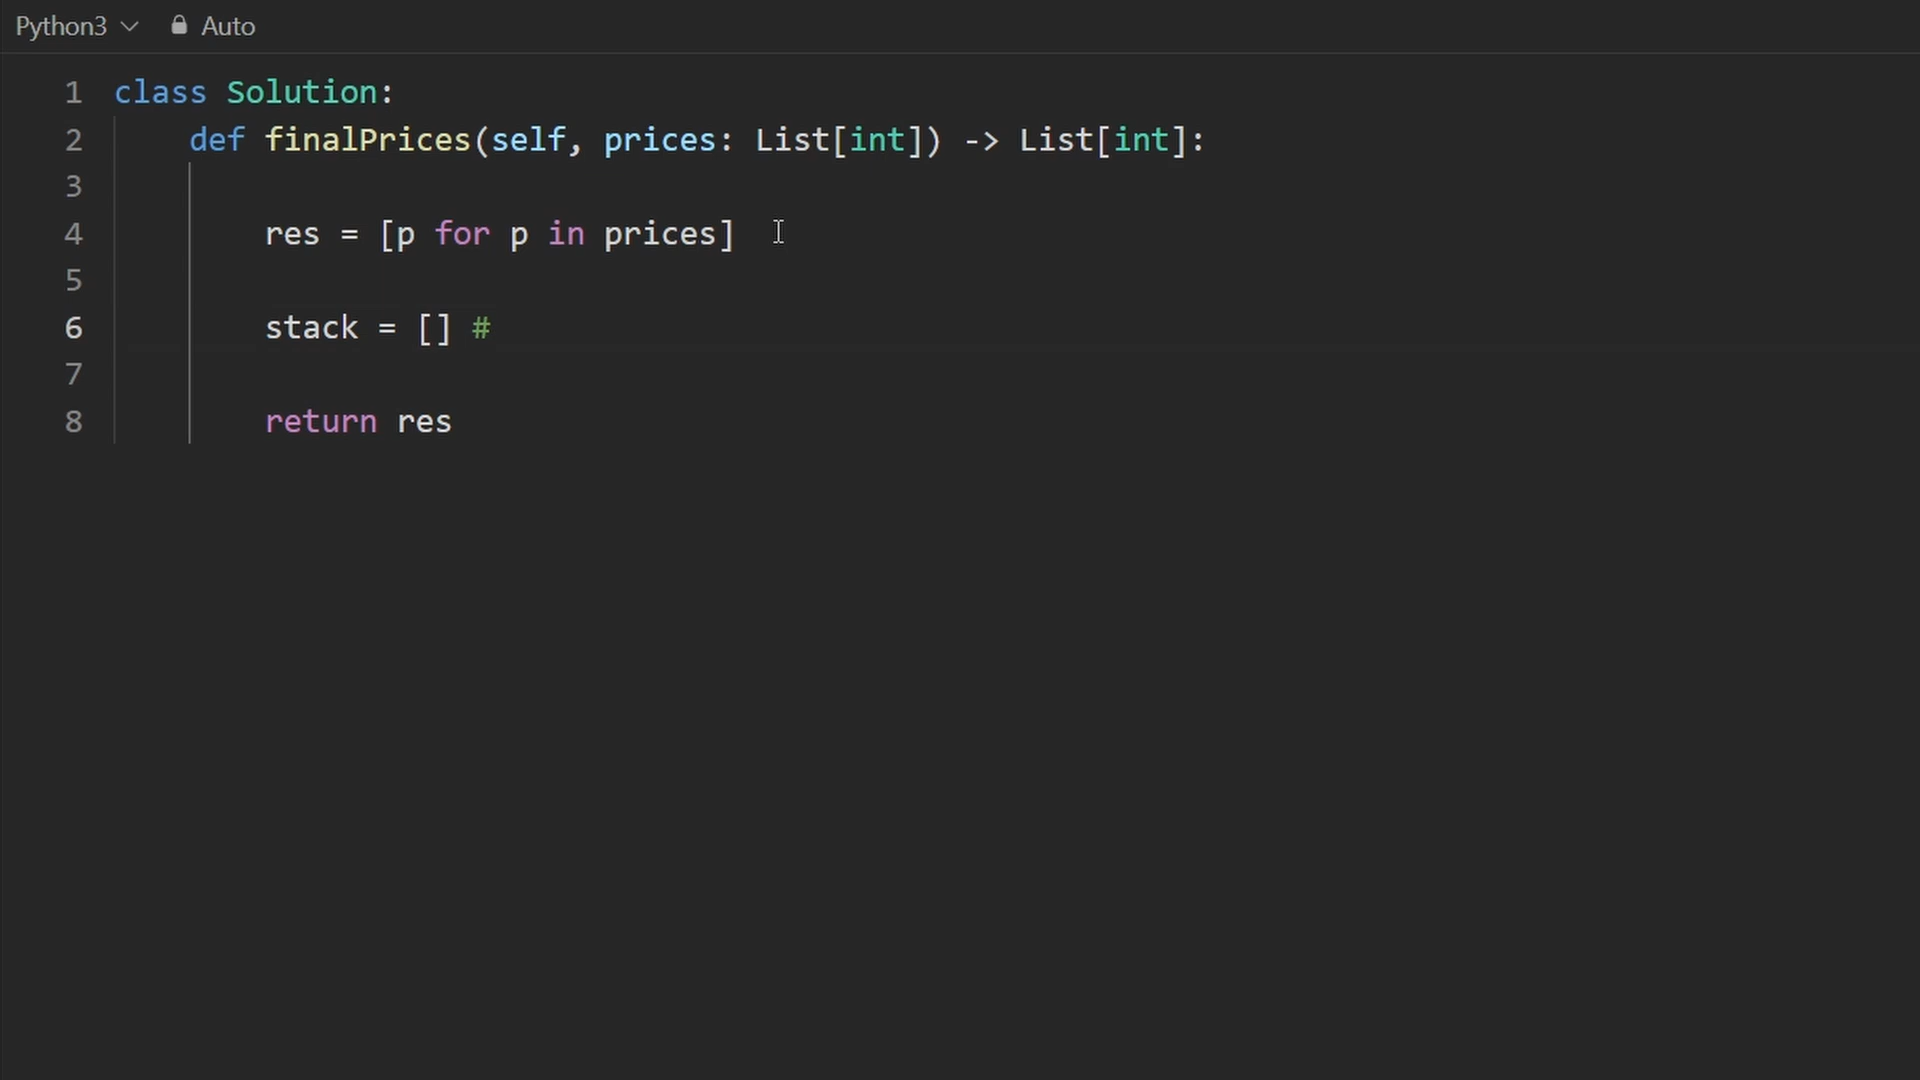 Python3 Auto
1 class Solution:
2 def finalPrices(self, prices: List[int]) -> List[int]:
3
4 res = [p for p in prices]
5
6 stack = [] #
7
8 return res